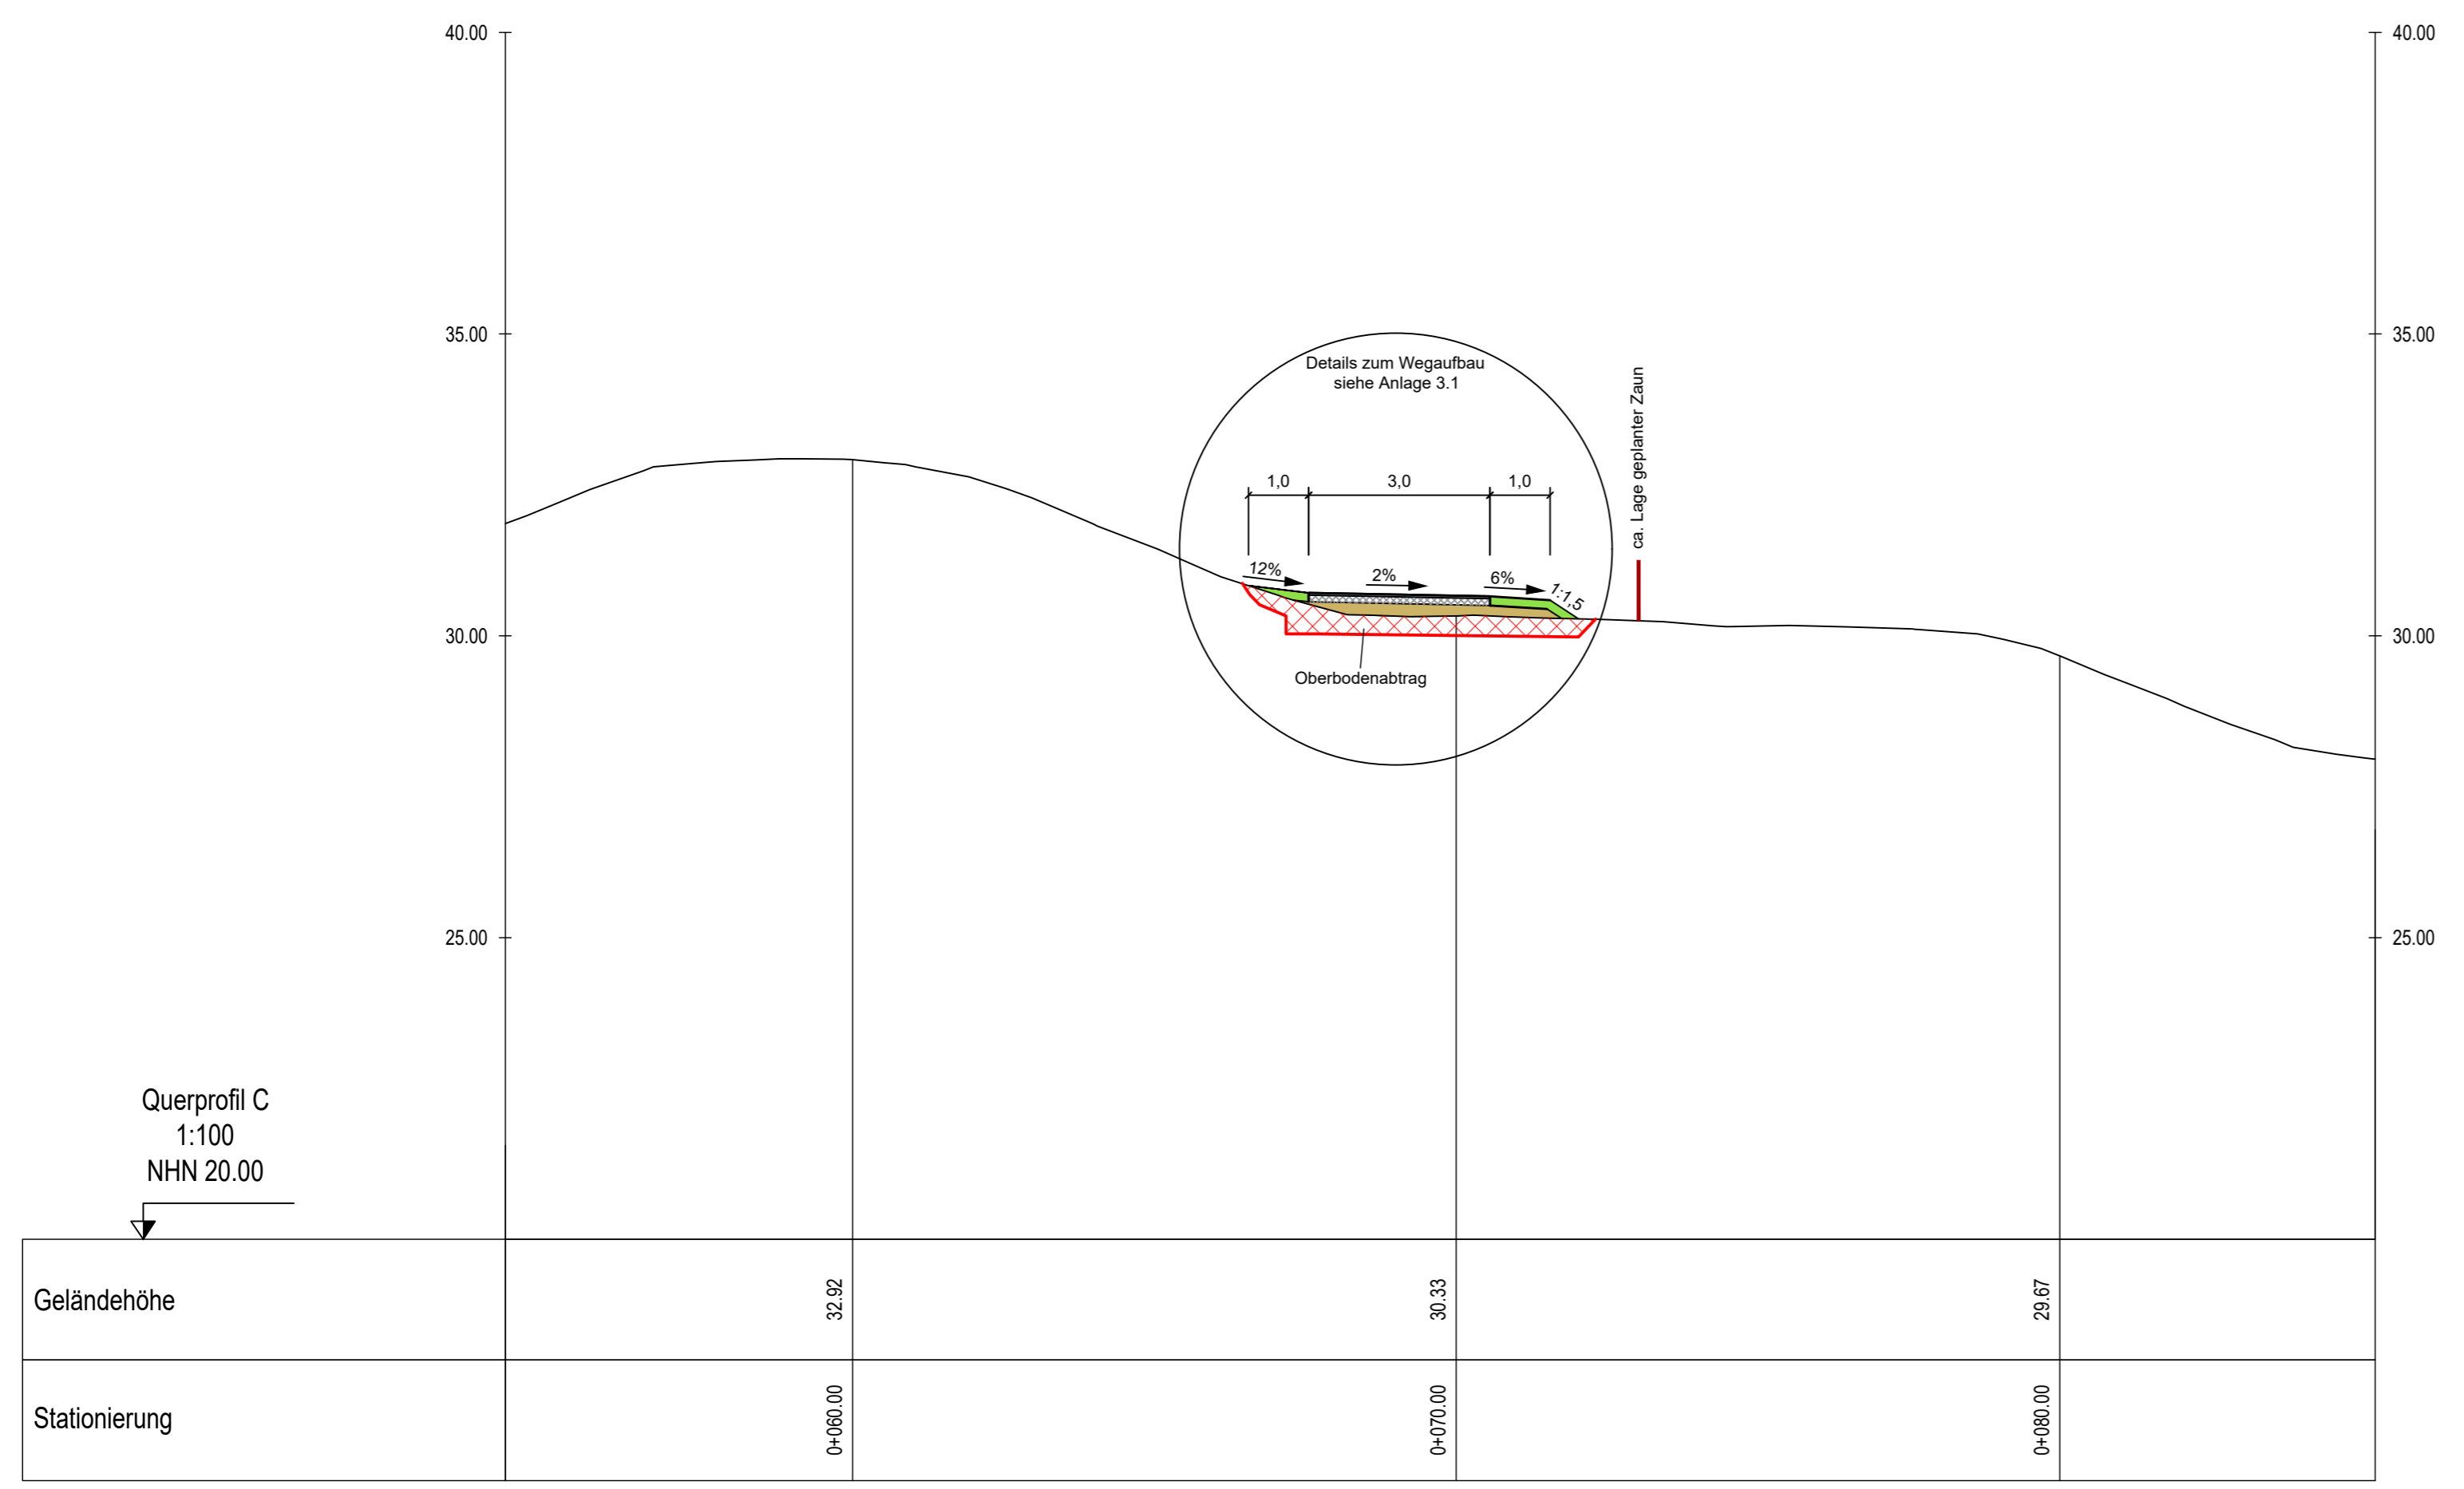 40.00
40.00
35.00
35.00
Details zum Wegaufbau
siehe Anlage 3.1
ca. Lage geplanter Zaun
1,0
3,0
1,0
12%
2%
6%
1:1,5
30.00
30.00
Oberbodenabtrag
25.00
25.00
Querprofil C
1:100
NHN 20.00
Geländehöhe
32.92
30.33
29.67
Stationierung
0+060.00
0+070.00
0+080.00